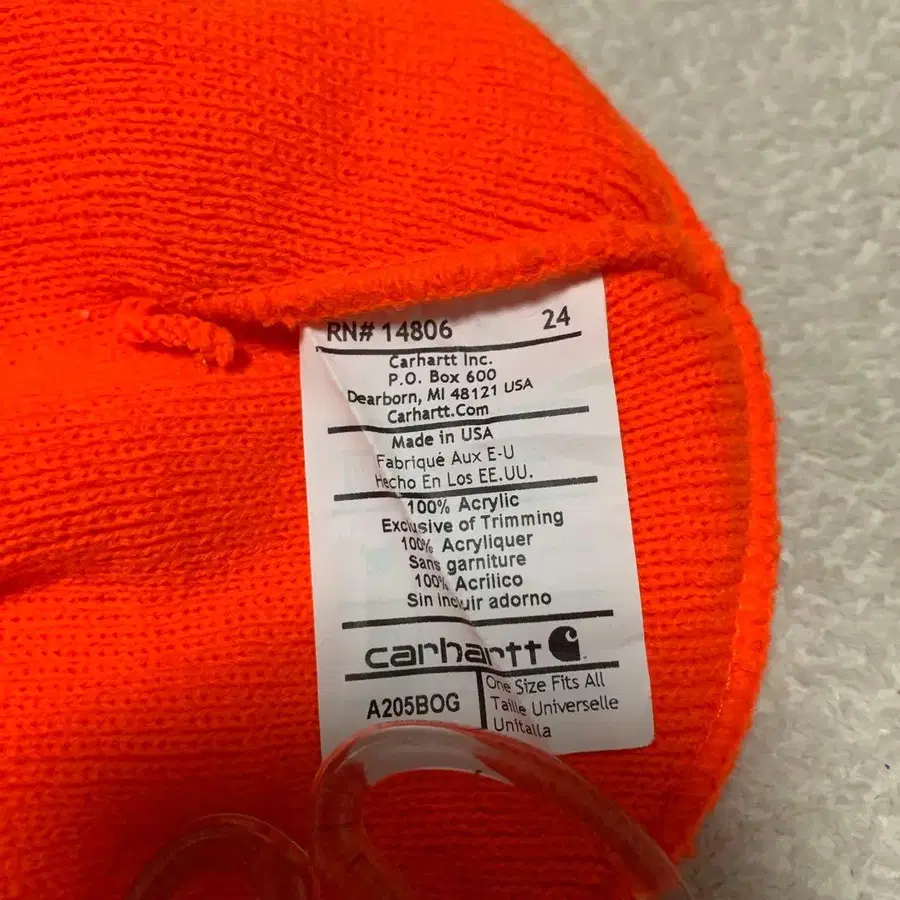 RN# 14806 24
Carhartt Inc.
P.O. Box 600
Dearborn, MI 48121 USA
Carhartt.Com
Made in USA
Fabriqué Aux E-U
Hecho En Los EE.UU.
100% Acrylic
Exclusive of Trimming
100% Acryliquer
Sans garniture
100% Acrilico
Sin incluir adorno
carhartt
A205BOG
One Size Fits All
Taille Universelle
Unitalla